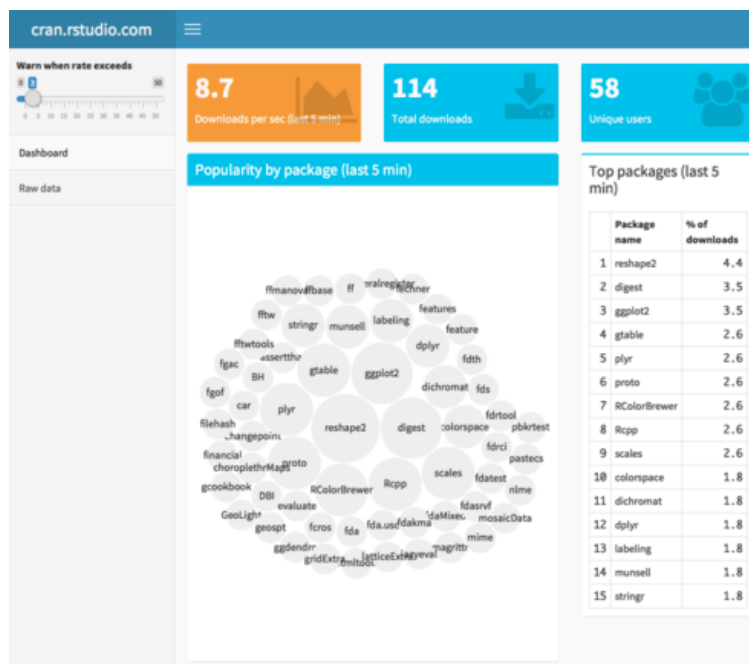 cran.rstudio.com
Warn when rate exceeds
0 3 50
0 5 10 15 20 25 30 35 40 45 50
Dashboard
Raw data
8.7
Downloads per sec (last 5 min)
114
Total downloads
58
Unique users
Popularity by package (last 5 min)
ffmanova ffbase ff fechner
fftw stringr munsell labeling features
fftwtools feature
dplyr
fgac BH gtable ggplot2 fdth
fgof dichromat fds
car plyr
filehash reshape2 digest colorspace fdrtool pbkrtest
changepoint
financial proto fdrci pastecs
choroplethrMaps
gcookbook RColorBrewer Rcpp scales fdatest nlme
DBI evaluate
GeoLight fdasrvf
geospt fcros fda fda.usc fdakma fdaMixed mosaicData
mime
magrittr
gridExtra latticeExtra
Top packages (last 5
min)
Package name % of downloads
1 reshape2 4.4
2 digest 3.5
3 ggplot2 3.5
4 gtable 2.6
5 plyr 2.6
6 proto 2.6
7 RColorBrewer 2.6
8 Rcpp 2.6
9 scales 2.6
10 colorspace 1.8
11 dichromat 1.8
12 dplyr 1.8
13 labeling 1.8
14 munsell 1.8
15 stringr 1.8